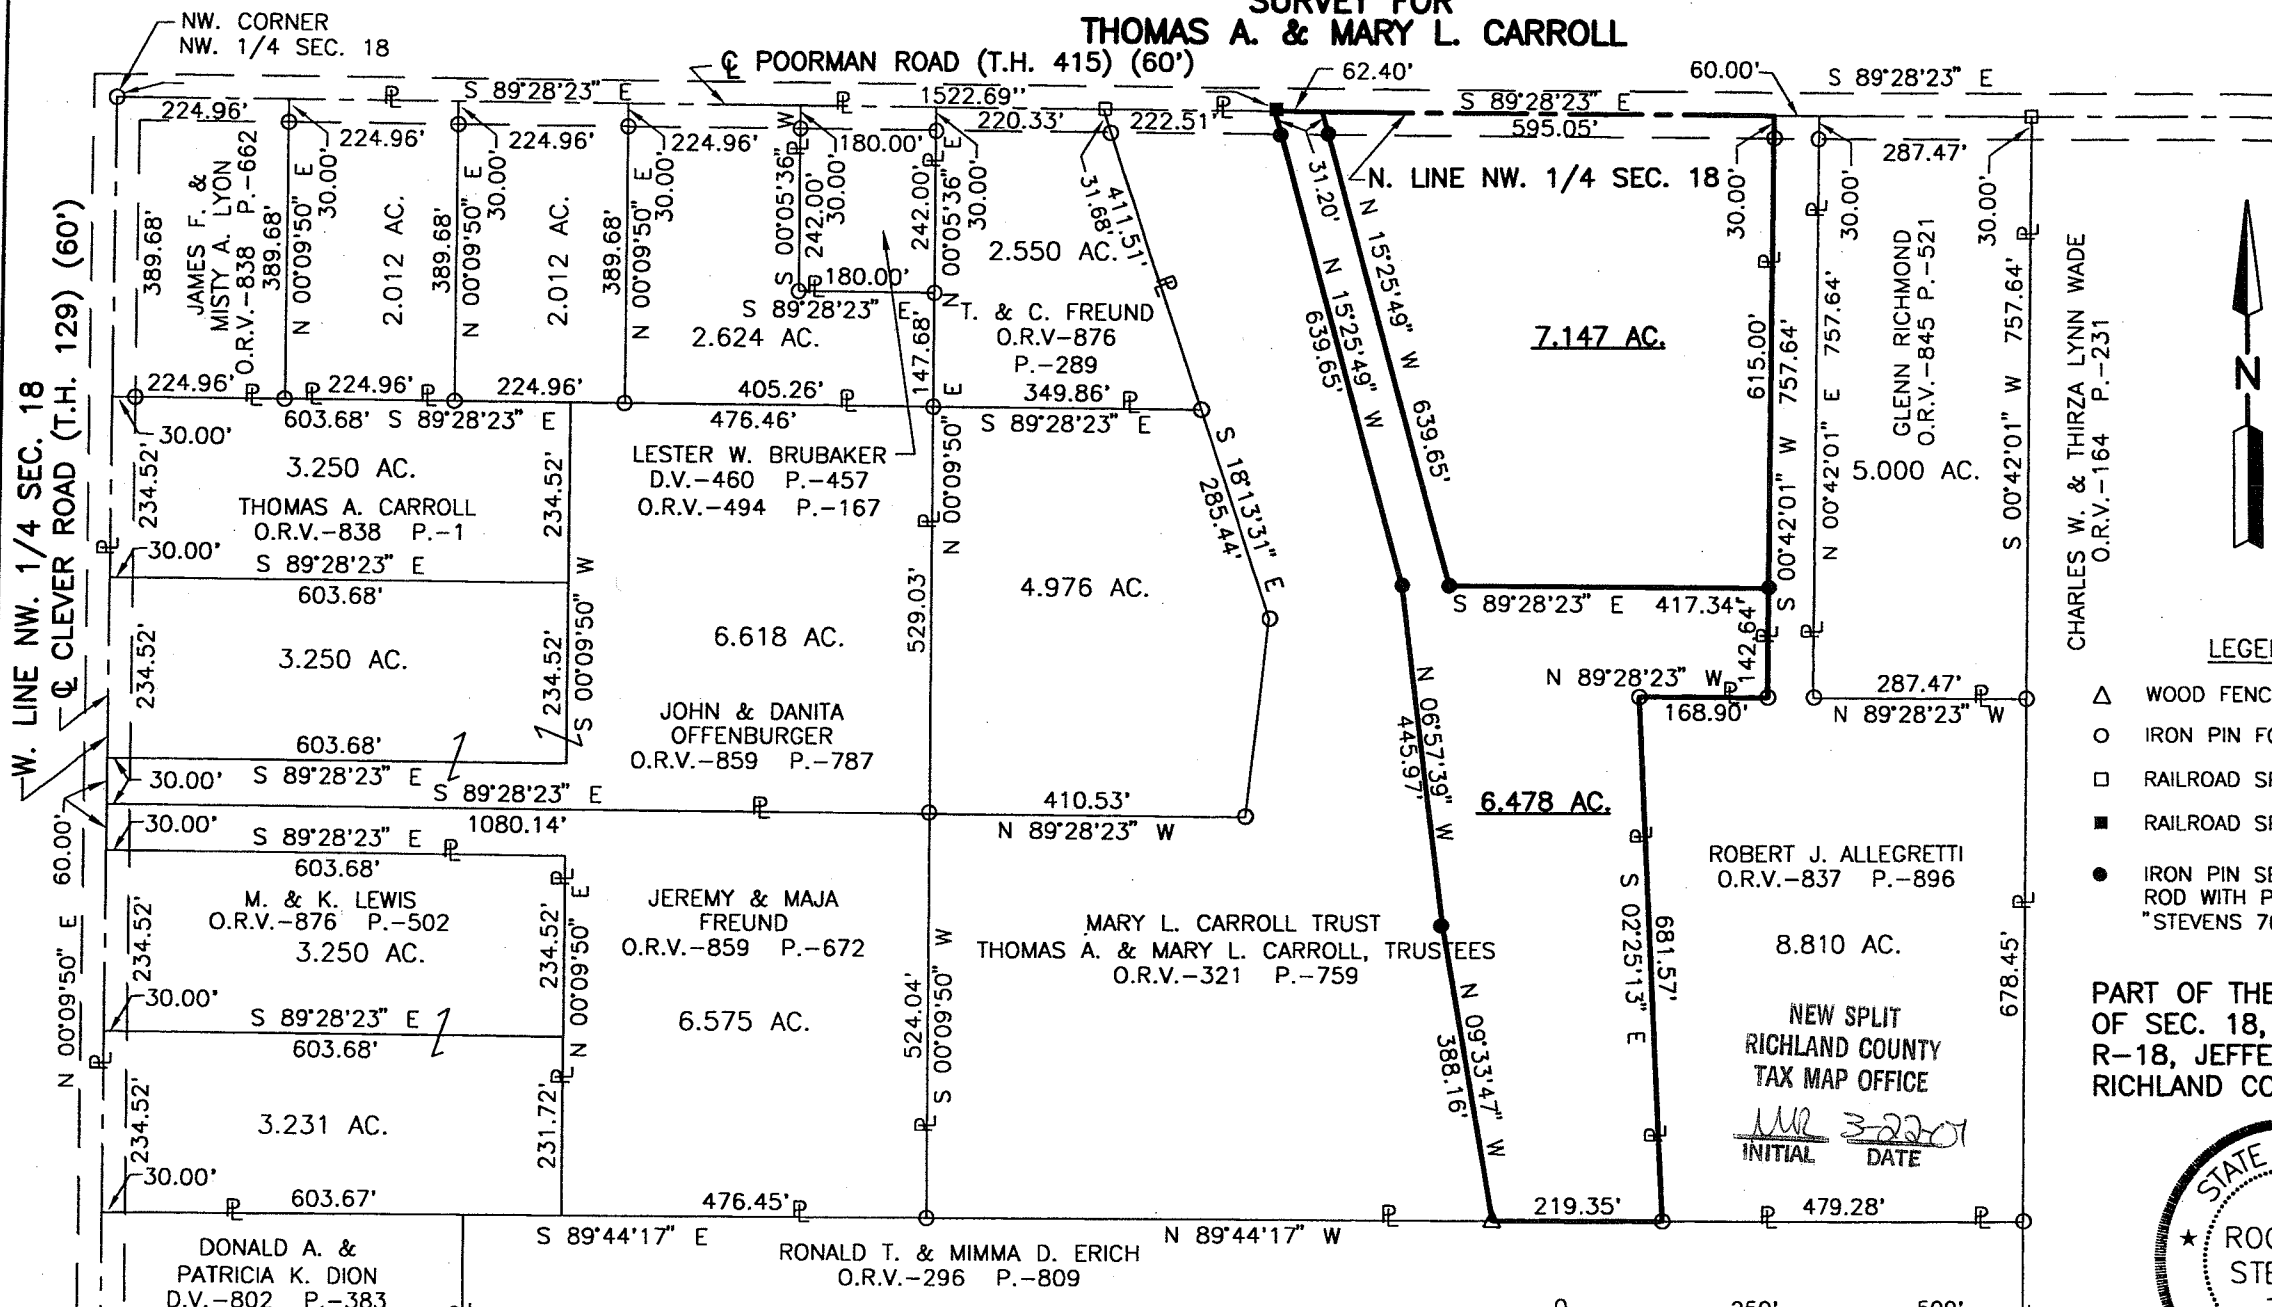 SURVEY FOR
THOMAS A. & MARY L. CARROLL
NW. CORNER
NW. 1/4 SEC. 18
℄ POORMAN ROAD (T.H. 415) (60')
62.40'
60.00'
S 89°28'23" E
S 89°28'23" E
1522.69''
S 89°28'23" E
595.05'
224.96'
224.96'
224.96'
224.96'
180.00'
220.33'
222.51'
287.47'
N. LINE NW. 1/4 SEC. 18
W. LINE NW. 1/4 SEC. 18
℄ CLEVER ROAD (T.H. 129) (60')
389.68'
JAMES F. &
MISTY A. LYON
O.R.V.-838 P.-662
389.68'
N 00°09'50" E
30.00'
2.012 AC.
389.68'
N 00°09'50" E
30.00'
2.012 AC.
389.68'
N 00°09'50" E
30.00'
S 00°05'36" W
242.00'
30.00'
242.00'
N 00°05'36" E
30.00'
180.00'
S 89°28'23" E
2.624 AC.
147.68'
2.550 AC.
T. & C. FREUND
O.R.V-876
P.-289
31.68'
411.51'
31.20'
N 15°25'49" W
639.65'
N 15°25'49" W
639.65'
7.147 AC.
30.00'
615.00'
757.64'
S 00°42'01" W
30.00'
757.64'
N 00°42'01" E
GLENN RICHMOND
O.R.V.-845 P.-521
5.000 AC.
30.00'
757.64'
S 00°42'01" W
CHARLES W. & THIRZA LYNN WADE
O.R.V.-164 P.-231
N
224.96'
224.96'
224.96'
405.26'
349.86'
603.68' S 89°28'23" E
476.46'
S 89°28'23" E
30.00'
234.52'
3.250 AC.
THOMAS A. CARROLL
O.R.V.-838 P.-1
234.52'
30.00'
S 89°28'23" E
603.68'
LESTER W. BRUBAKER
D.V.-460 P.-457
O.R.V.-494 P.-167
N 00°09'50" E
529.03'
S 18°13'31" E
285.44'
4.976 AC.
6.618 AC.
234.52'
3.250 AC.
234.52'
S 00°09'50" W
JOHN & DANITA
OFFENBURGER
O.R.V.-859 P.-787
603.68'
30.00'
S 89°28'23" E
S 89°28'23" E
1080.14'
410.53'
N 89°28'23" W
S 89°28'23" E
417.34'
142.64'
N 89°28'23" W
168.90'
287.47'
N 89°28'23" W
N 06°57'39" W
445.97'
6.478 AC.
60.00'
N 00°09'50" E
30.00'
S 89°28'23" E
603.68'
M. & K. LEWIS
O.R.V.-876 P.-502
3.250 AC.
234.52'
234.52'
N 00°09'50" E
30.00'
S 89°28'23" E
603.68'
JEREMY & MAJA
FREUND
O.R.V.-859 P.-672
6.575 AC.
524.04'
S 00°09'50" W
MARY L. CARROLL TRUST
THOMAS A. & MARY L. CARROLL, TRUSTEES
O.R.V.-321 P.-759
N 09°33'47" W
388.16'
S 02°25'13" E
681.57'
ROBERT J. ALLEGRETTI
O.R.V.-837 P.-896
8.810 AC.
678.45'
NEW SPLIT
RICHLAND COUNTY
TAX MAP OFFICE
3-22-07
INITIAL DATE
234.52'
3.231 AC.
231.72'
30.00'
603.67'
476.45'
219.35'
479.28'
S 89°44'17" E
N 89°44'17" W
DONALD A. &
PATRICIA K. DION
D.V.-802 P.-383
RONALD T. & MIMMA D. ERICH
O.R.V.-296 P.-809
WOOD FENC
IRON PIN FO
RAILROAD SP
RAILROAD SP
IRON PIN SE
ROD WITH P
"STEVENS 70
PART OF THE
OF SEC. 18,
R-18, JEFFE
RICHLAND CO
STATE